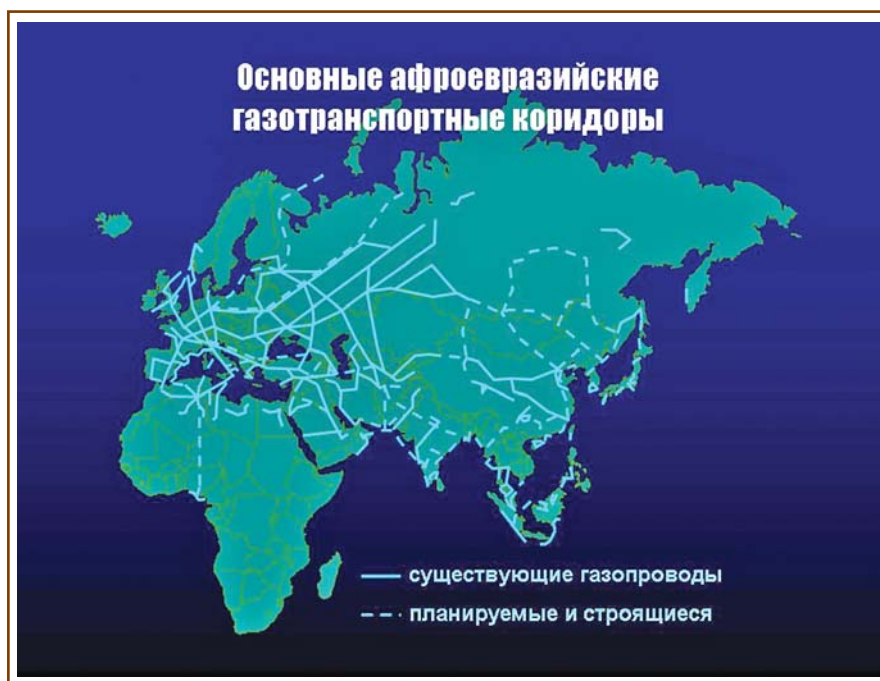 Основные афроевразийские
газотранспортные коридоры
существующие газопроводы
планируемые и строящиеся